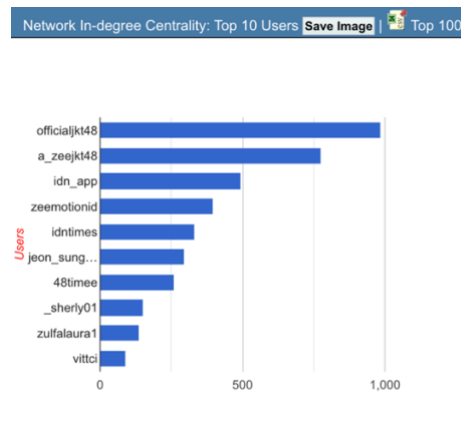 Network In-degree Centrality: Top 10 Users Save Image | Top 100
officialjkt48
a_zeejkt48
idn_app
zeemotionid
idntimes
jeon_sung...
48timee
_sherly01
zulfalaura1
vittci
Users
0 500 1,000